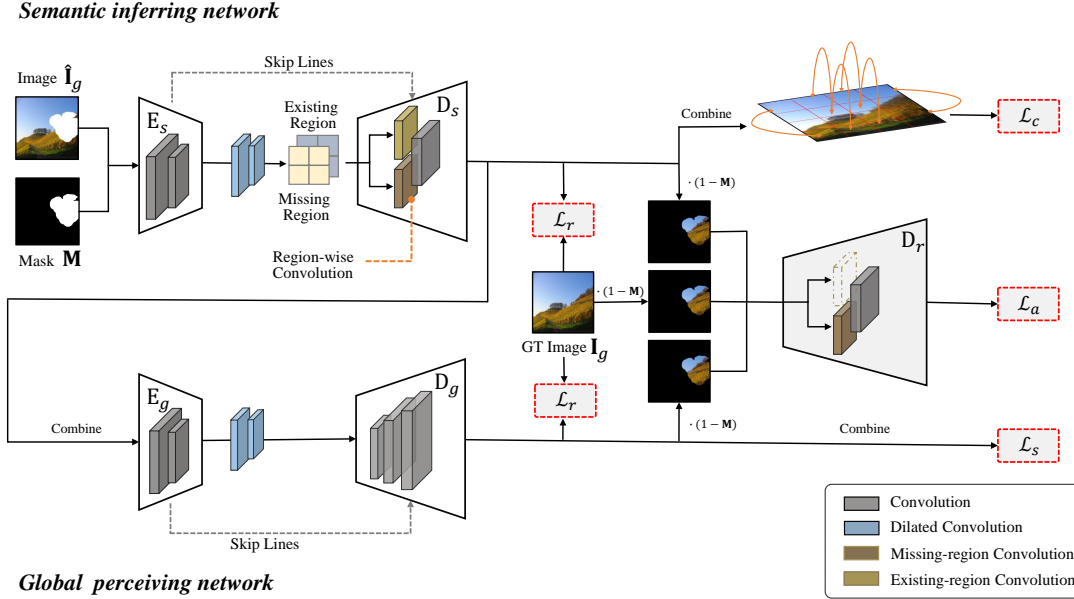 Semantic inferring network
Image Î_g
Mask M
E_s
Skip Lines
Existing
Region
Missing
Region
D_s
Region-wise
Convolution
Combine
ℒ_c
· (1 − M)
ℒ_r
GT Image I_g
· (1 − M)
D_r
ℒ_a
ℒ_r
· (1 − M)
Combine
E_g
D_g
Skip Lines
Combine
ℒ_s
Convolution
Dilated Convolution
Missing-region Convolution
Existing-region Convolution
Global perceiving network